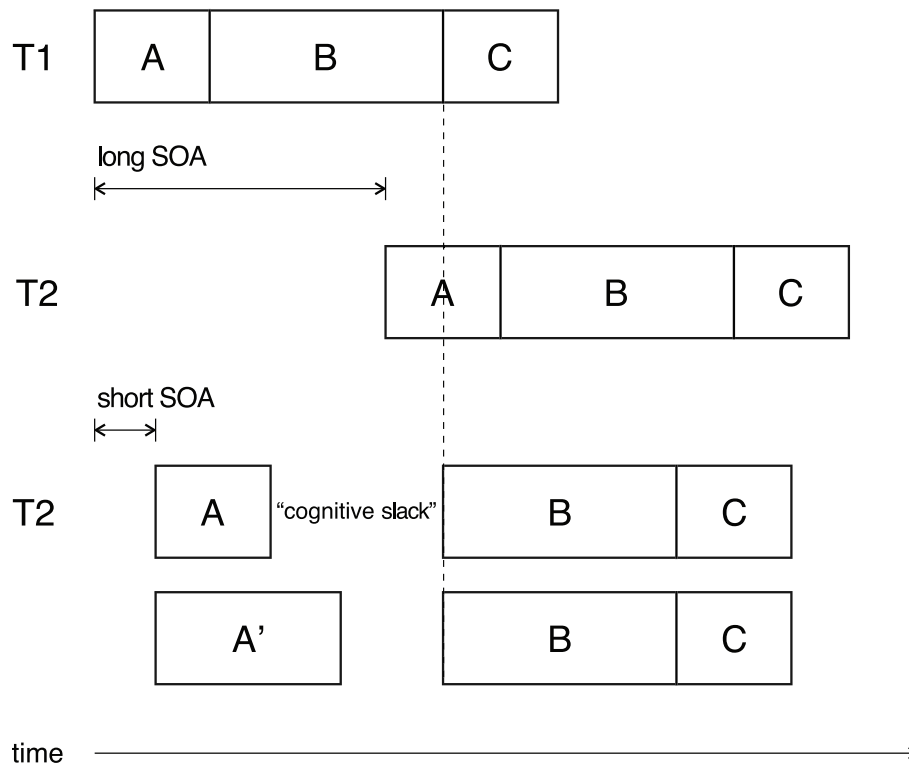 T1 A B C
long SOA
T2 A B C
short SOA
T2 A “cognitive slack” B C
A’ B C
time